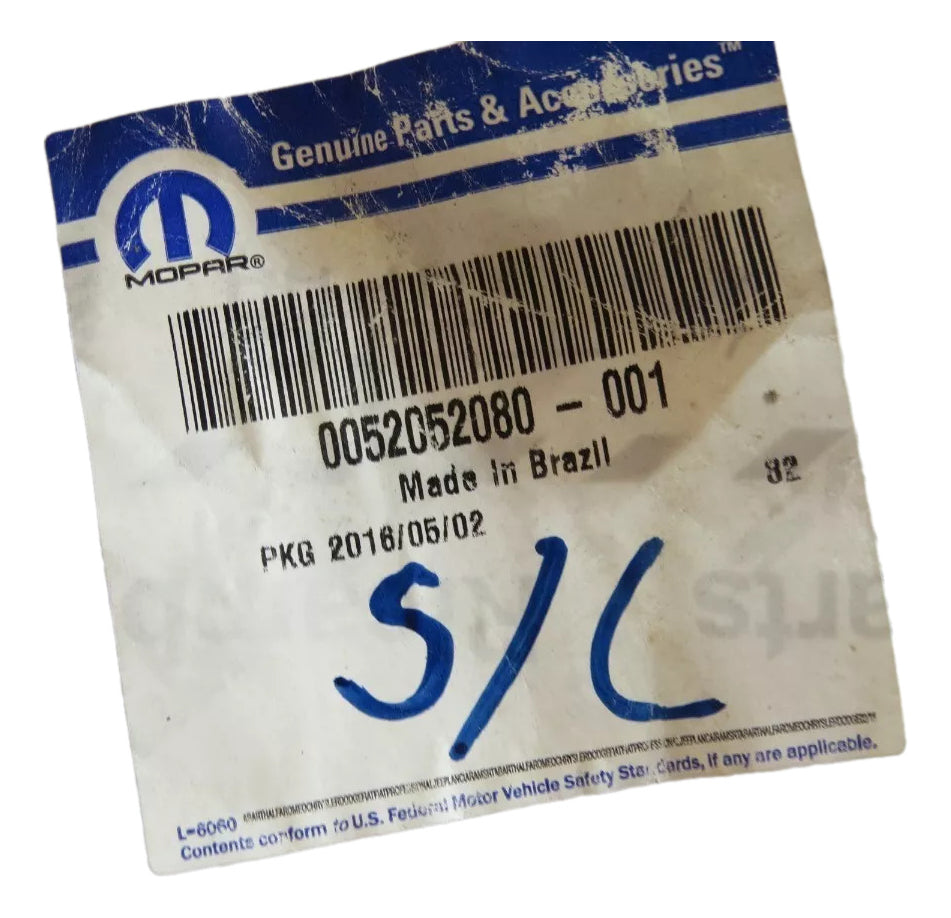 Genuine Parts & Accessories™
MOPAR®
0052052080 - 001
Made In Brazil
82
PKG 2016/05/02
S/C
L-6060
Contents conform to U.S. Federal Motor Vehicle Safety Standards, if any are applicable.